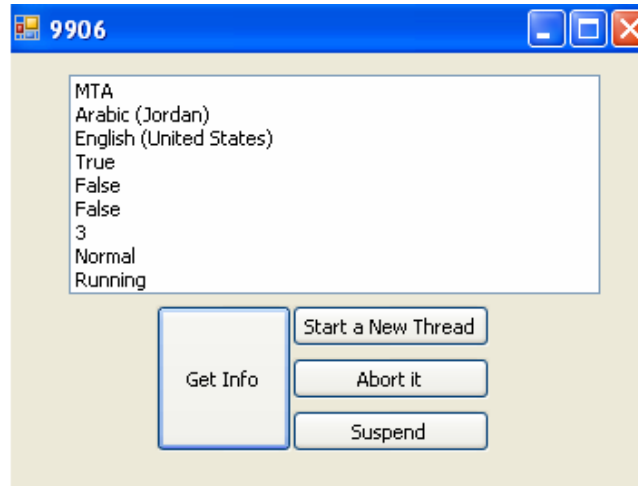 9906
MTA
Arabic (Jordan)
English (United States)
True
False
False
3
Normal
Running
Get Info
Start a New Thread
Abort it
Suspend